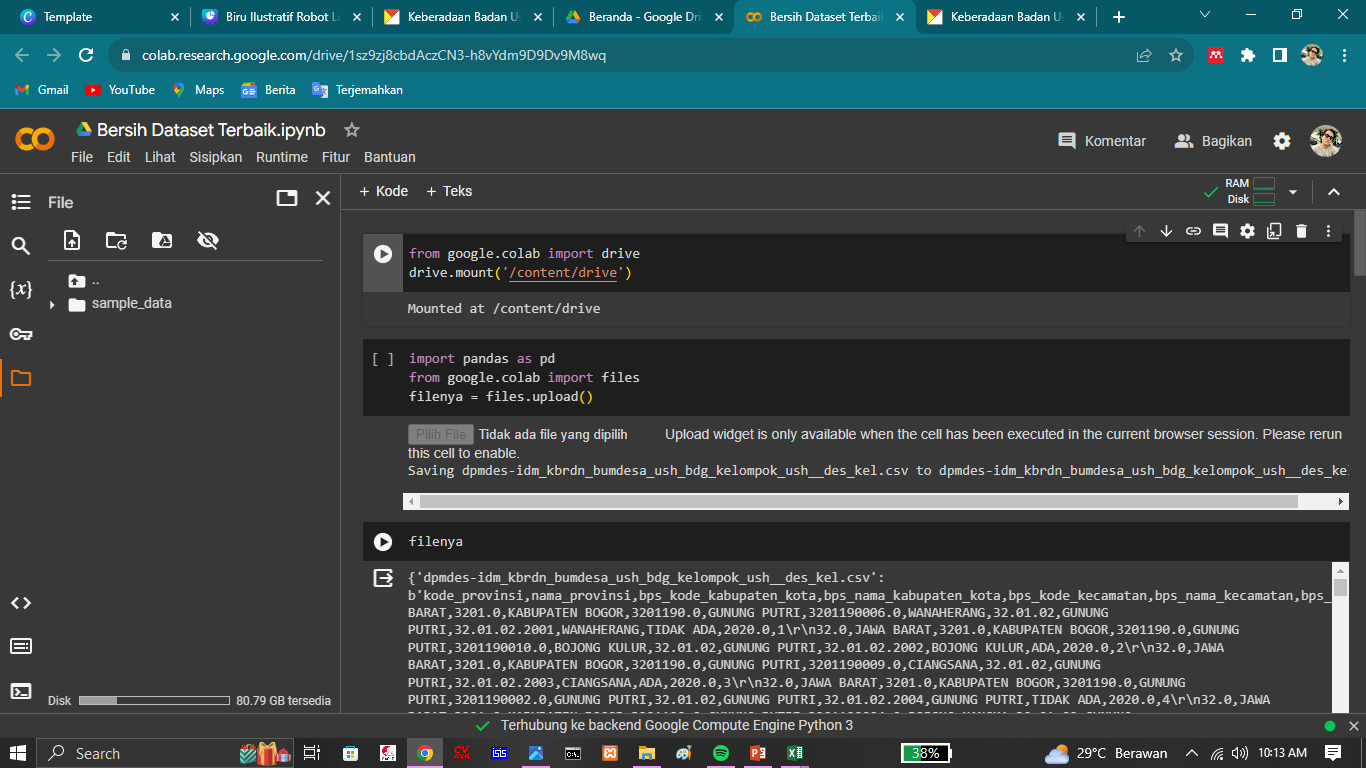 Template
Biru Ilustratif Robot L
Keberadaan Badan U
Beranda - Google Dri
Bersih Dataset Terbai
Keberadaan Badan U
colab.research.google.com/drive/1sz9zj8cbdAczCN3-h8vYdm9D9Dv9M8wq
Gmail
YouTube
Maps
Berita
Terjemahkan
Bersih Dataset Terbaik.ipynb
File Edit Lihat Sisipkan Runtime Fitur Bantuan
Komentar
Bagikan
File
+ Kode + Teks
RAM
Disk
..
sample_data
from google.colab import drive
drive.mount('/content/drive')
Mounted at /content/drive
[ ] import pandas as pd
from google.colab import files
filenya = files.upload()
Pilih File Tidak ada file yang dipilih Upload widget is only available when the cell has been executed in the current browser session. Please rerun
this cell to enable.
Saving dpmdes-idm_kbrdn_bumdesa_ush_bdg_kelompok_ush__des_kel.csv to dpmdes-idm_kbrdn_bumdesa_ush_bdg_kelompok_ush__des_ke
filenya
{'dpmdes-idm_kbrdn_bumdesa_ush_bdg_kelompok_ush__des_kel.csv':
b'kode_provinsi,nama_provinsi,bps_kode_kabupaten_kota,bps_nama_kabupaten_kota,bps_kode_kecamatan,bps_nama_kecamatan,bps_
BARAT,3201.0,KABUPATEN BOGOR,3201190.0,GUNUNG PUTRI,3201190006.0,WANAHERANG,32.01.02,GUNUNG
PUTRI,32.01.02.2001,WANAHERANG,TIDAK ADA,2020.0,1\r\n32.0,JAWA BARAT,3201.0,KABUPATEN BOGOR,3201190.0,GUNUNG
PUTRI,3201190010.0,BOJONG KULUR,32.01.02,GUNUNG PUTRI,32.01.02.2002,BOJONG KULUR,ADA,2020.0,2\r\n32.0,JAWA
BARAT,3201.0,KABUPATEN BOGOR,3201190.0,GUNUNG PUTRI,3201190009.0,CIANGSANA,32.01.02,GUNUNG
PUTRI,32.01.02.2003,CIANGSANA,ADA,2020.0,3\r\n32.0,JAWA BARAT,3201.0,KABUPATEN BOGOR,3201190.0,GUNUNG
PUTRI,3201190002.0,GUNUNG PUTRI,32.01.02,GUNUNG PUTRI,32.01.02.2004,GUNUNG PUTRI,TIDAK ADA,2020.0,4\r\n32.0,JAWA
Disk 80.79 GB tersedia
Terhubung ke backend Google Compute Engine Python 3
Search
38%
29°C Berawan
10:13 AM